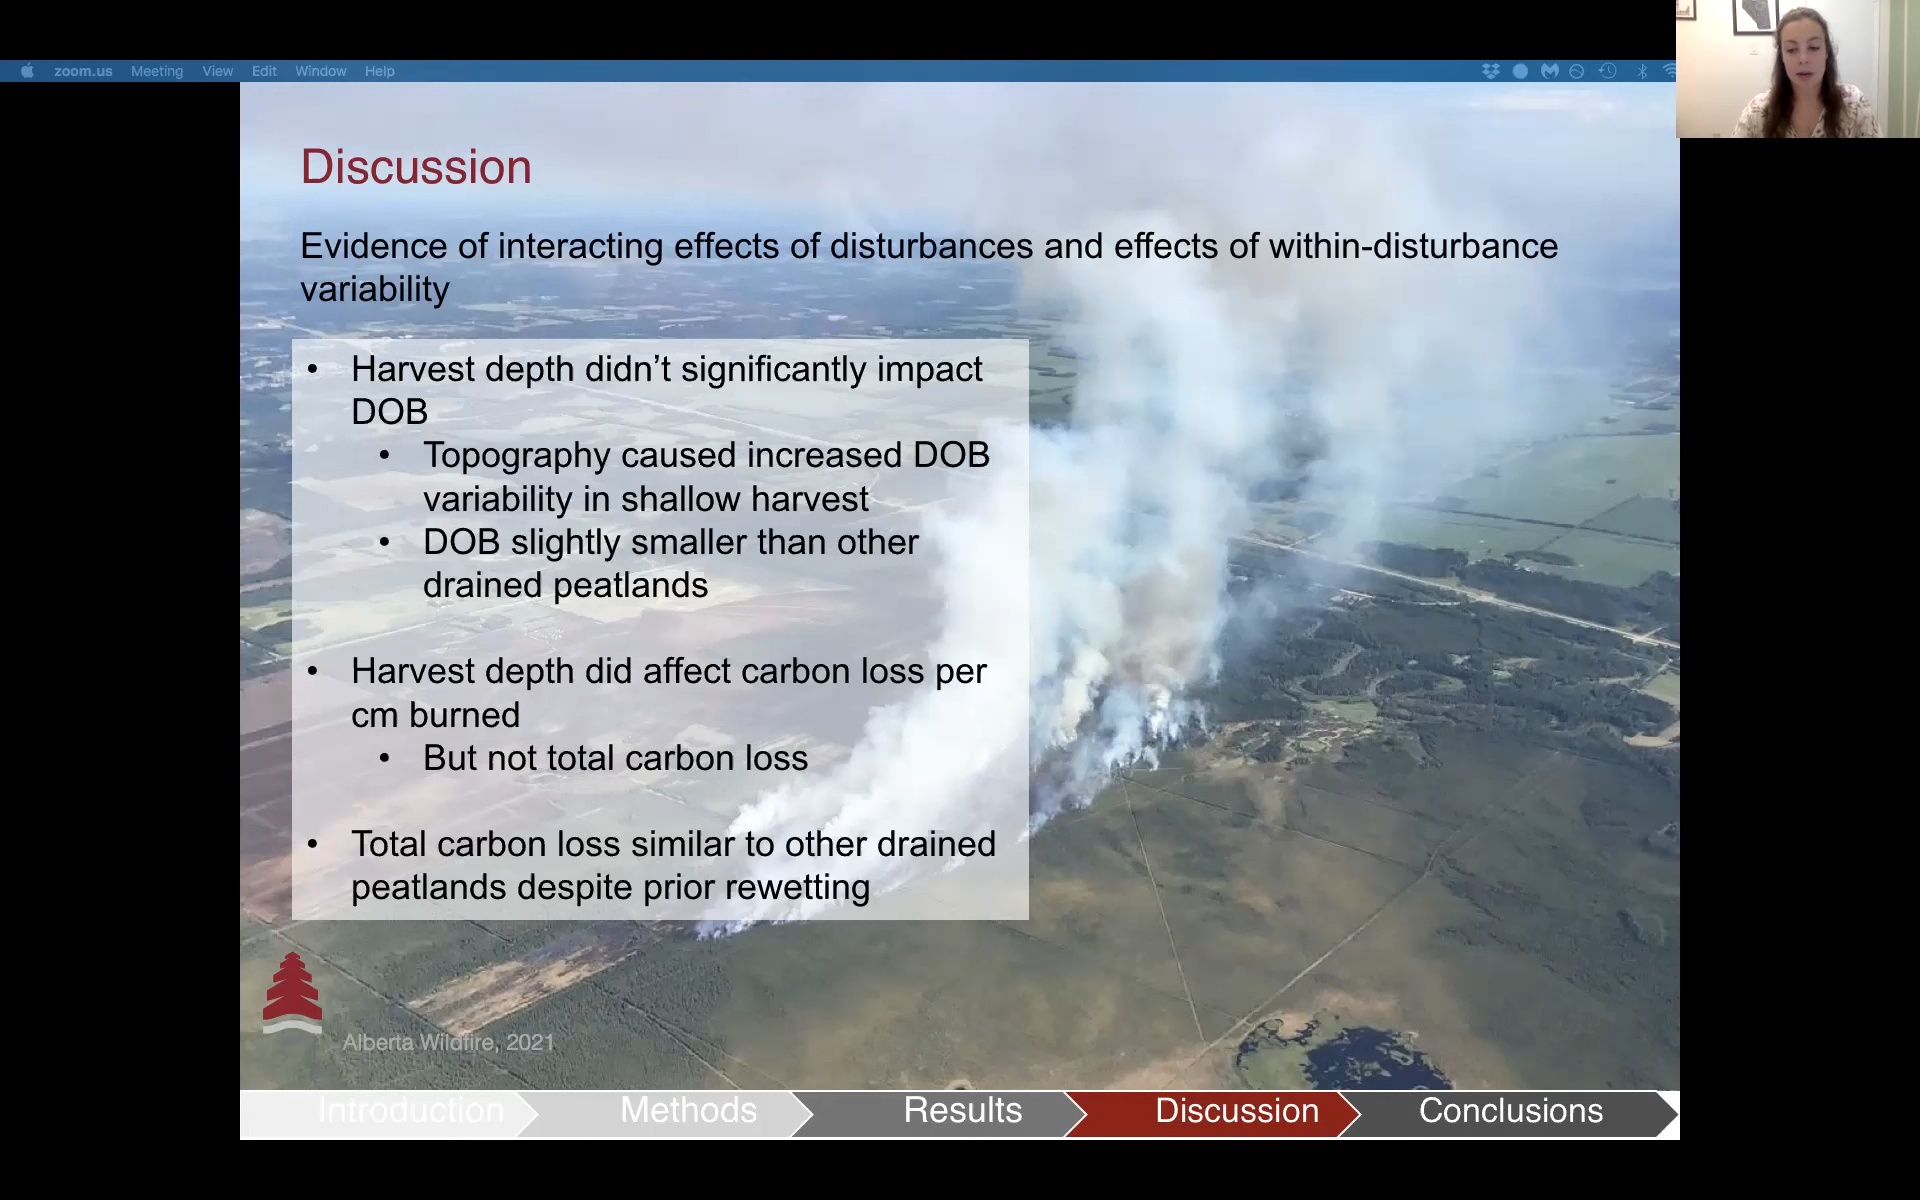 zoom.us Meeting View Edit Window Help
Discussion
Evidence of interacting effects of disturbances and effects of within-disturbance
variability
• Harvest depth didn’t significantly impact
DOB
• Topography caused increased DOB
variability in shallow harvest
• DOB slightly smaller than other
drained peatlands
• Harvest depth did affect carbon loss per
cm burned
• But not total carbon loss
• Total carbon loss similar to other drained
peatlands despite prior rewetting
Alberta Wildfire, 2021
Introduction Methods Results Discussion Conclusions